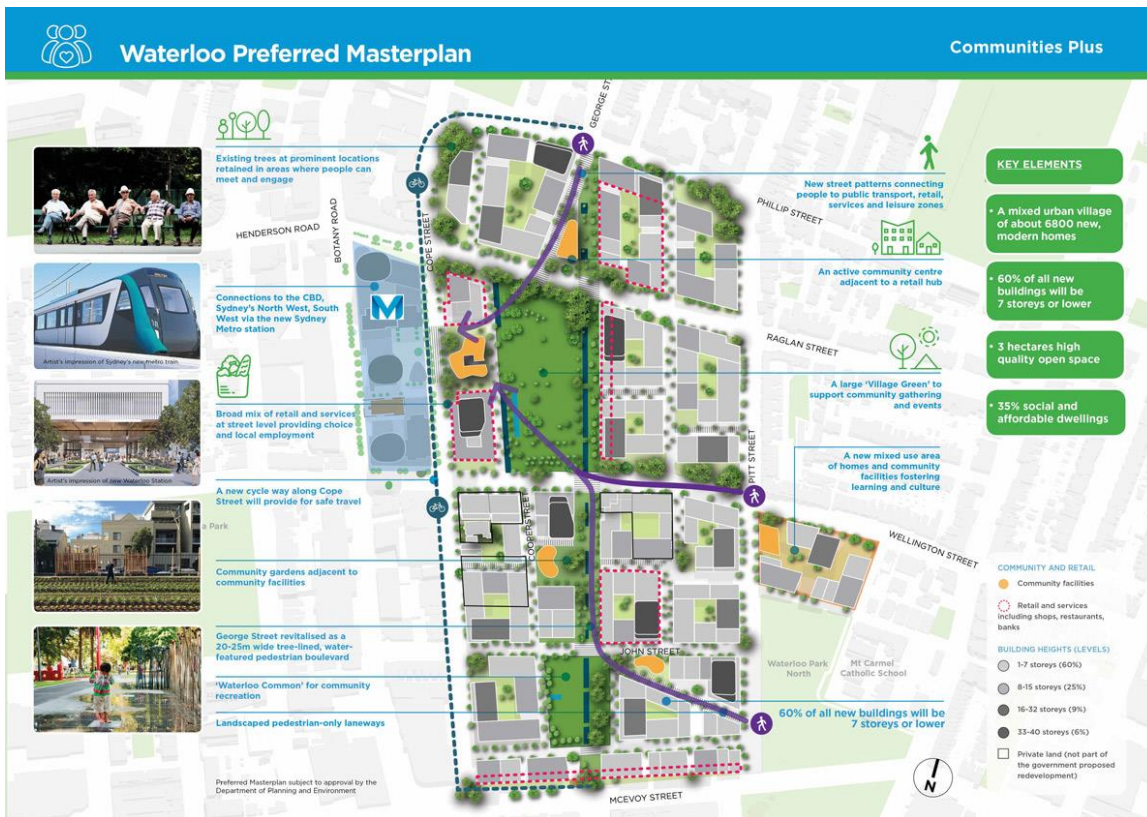 Waterloo Preferred Masterplan
Communities Plus
GEORGE ST
Existing trees at prominent locations
retained in areas where people can
meet and engage
HENDERSON ROAD
BOTANY ROAD
COPE STREET
Connections to the CBD,
Sydney's North West, South
West via the new Sydney
Metro station
M
Artist's impression of Sydney's new metro train.
Broad mix of retail and services
at street level providing choice
and local employment
Artist's impression of new Waterloo Station
A new cycle way along Cope
Street will provide for safe travel
a Park
Community gardens adjacent to
community facilities
COOPER STREET
George Street revitalised as a
20-25m wide tree-lined, water-
featured pedestrian boulevard
'Waterloo Common' for community
recreation
Landscaped pedestrian-only laneways
Preferred Masterplan subject to approval by the
Department of Planning and Environment
New street patterns connecting
people to public transport, retail,
services and leisure zones
PHILLIP STREET
An active community centre
adjacent to a retail hub
RAGLAN STREET
A large 'Village Green' to
support community gathering
and events
PITT STREET
A new mixed use area
of homes and community
facilities fostering
learning and culture
WELLINGTON STREET
JOHN STREET
Waterloo Park
North
Mt Carmel
Catholic School
60% of all new buildings will be
7 storeys or lower
MCEVOY STREET
KEY ELEMENTS
• A mixed urban village
of about 6800 new,
modern homes
• 60% of all new
buildings will be
7 storeys or lower
• 3 hectares high
quality open space
• 35% social and
affordable dwellings
COMMUNITY AND RETAIL
Community facilities
Retail and services
including shops, restaurants,
banks
BUILDING HEIGHTS (LEVELS)
1-7 storeys (60%)
8-15 storeys (25%)
16-32 storeys (9%)
33-40 storeys (6%)
Private land (not part of
the government proposed
redevelopment)
N